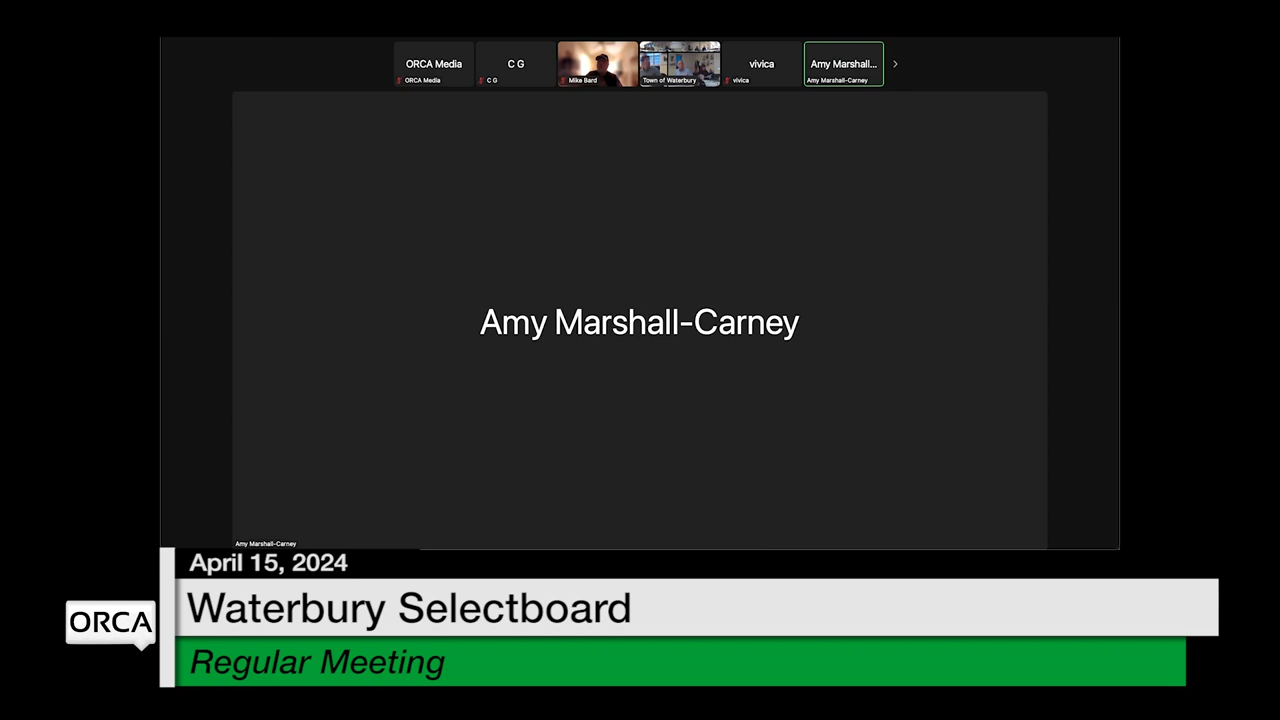 ORCA Media
C G
vivica
Amy Marshall...
ORCA Media
C G
Mike Bard
Town of Waterbury
vivica
Amy Marshall-Carney
Amy Marshall-Carney
Amy Marshall-Carney
April 15, 2024
Waterbury Selectboard
ORCA
Regular Meeting